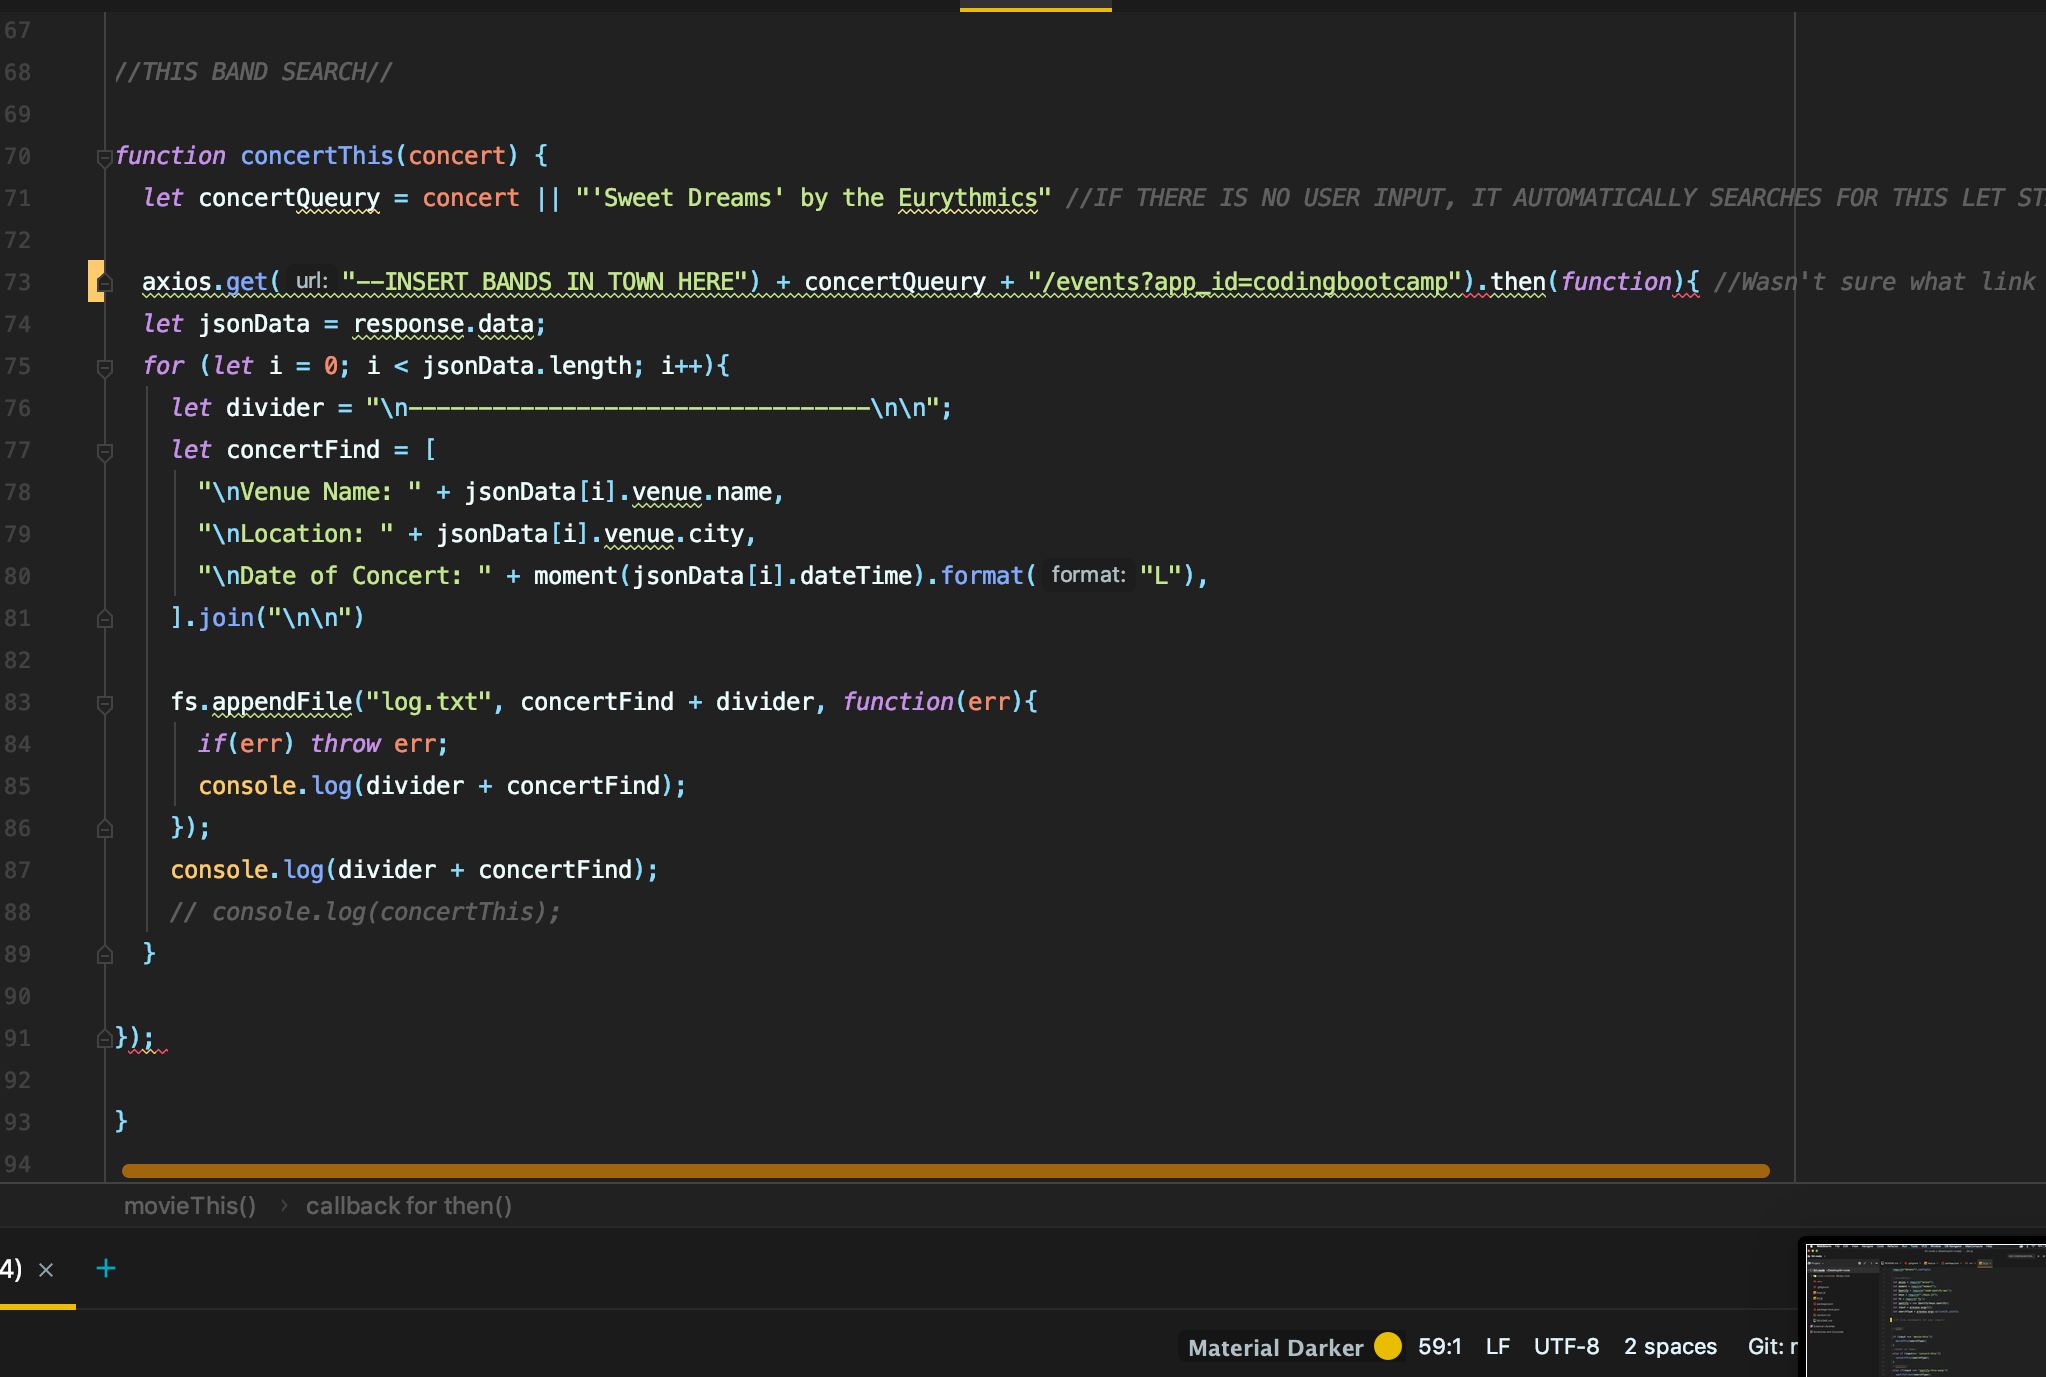 67
68 //THIS BAND SEARCH//
69
70 function concertThis(concert) {
71 let concertQueury = concert || "'Sweet Dreams' by the Eurythmics" //IF THERE IS NO USER INPUT, IT AUTOMATICALLY SEARCHES FOR THIS LET
72
73 axios.get( url: "--INSERT BANDS IN TOWN HERE") + concertQueury + "/events?app_id=codingbootcamp").then(function){ //Wasn't sure what link
74 let jsonData = response.data;
75 for (let i = 0; i < jsonData.length; i++){
76 let divider = "\n---------------------------------\n\n";
77 let concertFind = [
78 "\nVenue Name: " + jsonData[i].venue.name,
79 "\nLocation: " + jsonData[i].venue.city,
80 "\nDate of Concert: " + moment(jsonData[i].dateTime).format( format: "L"),
81 ].join("\n\n")
82
83 fs.appendFile("log.txt", concertFind + divider, function(err){
84 if(err) throw err;
85 console.log(divider + concertFind);
86 });
87 console.log(divider + concertFind);
88 // console.log(concertThis);
89 }
90
91 });
92
93 }
94
movieThis() › callback for then()
4) × +
Material Darker 59:1 LF UTF-8 2 spaces Git: